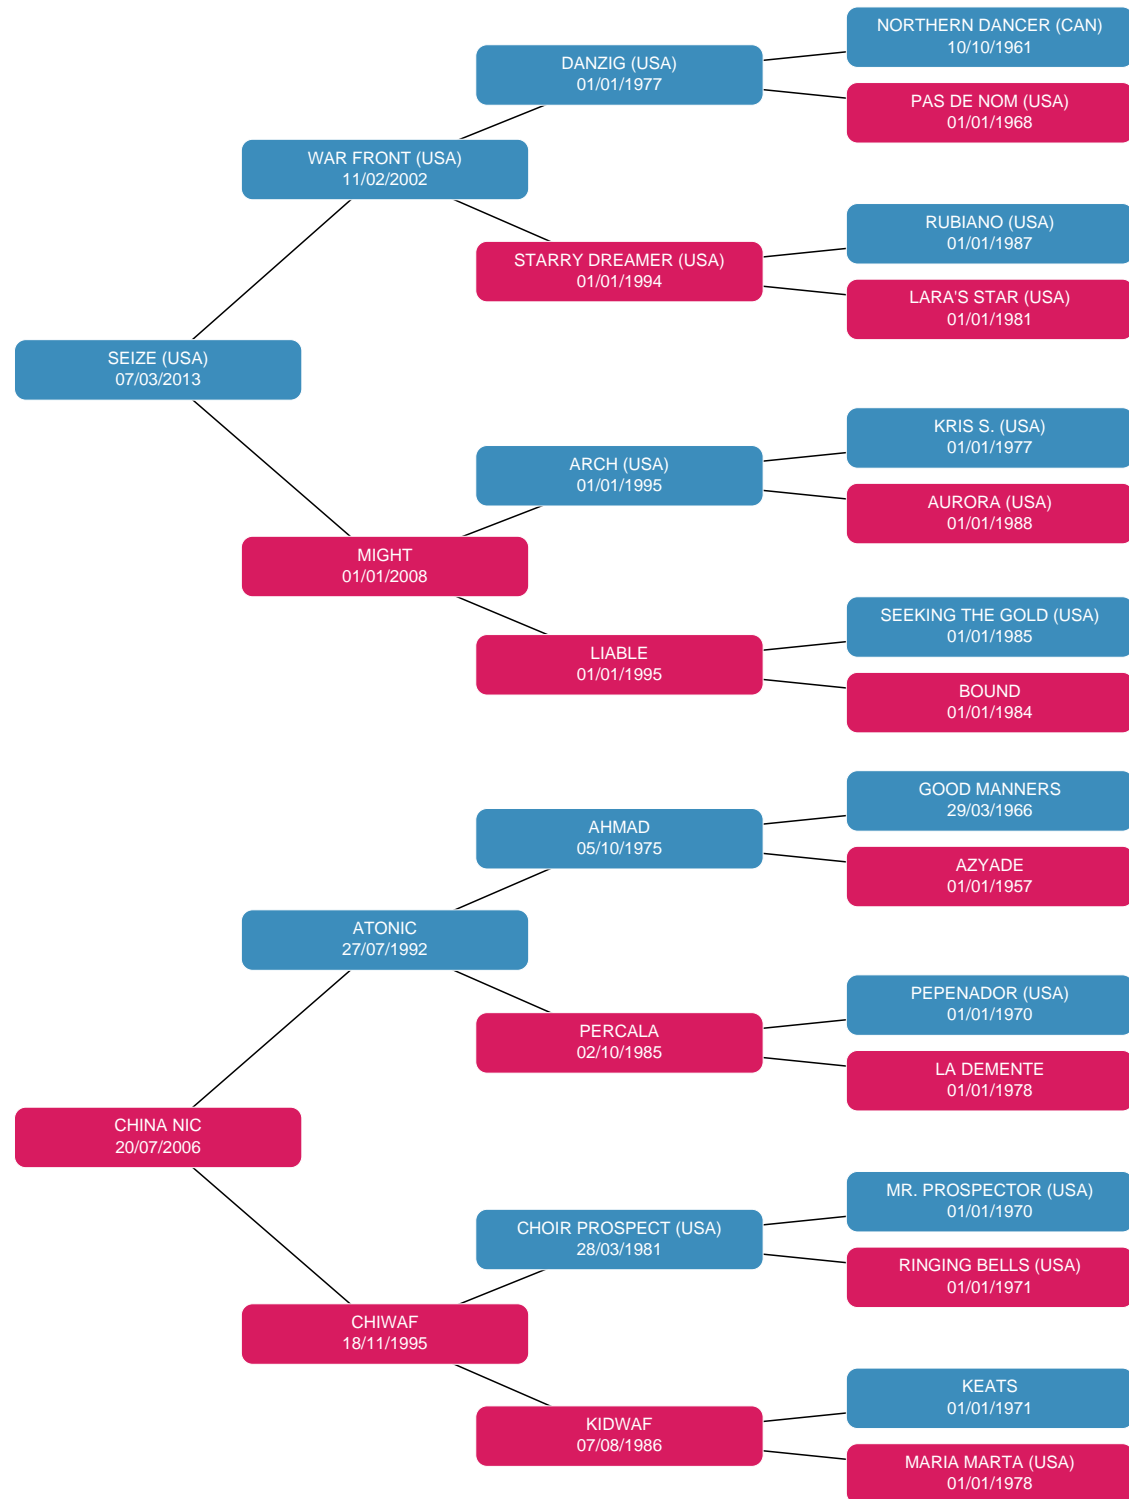 NORTHERN DANCER (CAN)
10/10/1961
DANZIG (USA)
01/01/1977
PAS DE NOM (USA)
01/01/1968
WAR FRONT (USA)
11/02/2002
RUBIANO (USA)
01/01/1987
STARRY DREAMER (USA)
01/01/1994
LARA'S STAR (USA)
01/01/1981
SEIZE (USA)
07/03/2013
KRIS S. (USA)
01/01/1977
ARCH (USA)
01/01/1995
AURORA (USA)
01/01/1988
MIGHT
01/01/2008
SEEKING THE GOLD (USA)
01/01/1985
LIABLE
01/01/1995
BOUND
01/01/1984
GOOD MANNERS
29/03/1966
AHMAD
05/10/1975
AZYADE
01/01/1957
ATONIC
27/07/1992
PEPENADOR (USA)
01/01/1970
PERCALA
02/10/1985
LA DEMENTE
01/01/1978
CHINA NIC
20/07/2006
MR. PROSPECTOR (USA)
01/01/1970
CHOIR PROSPECT (USA)
28/03/1981
RINGING BELLS (USA)
01/01/1971
CHIWAF
18/11/1995
KEATS
01/01/1971
KIDWAF
07/08/1986
MARIA MARTA (USA)
01/01/1978